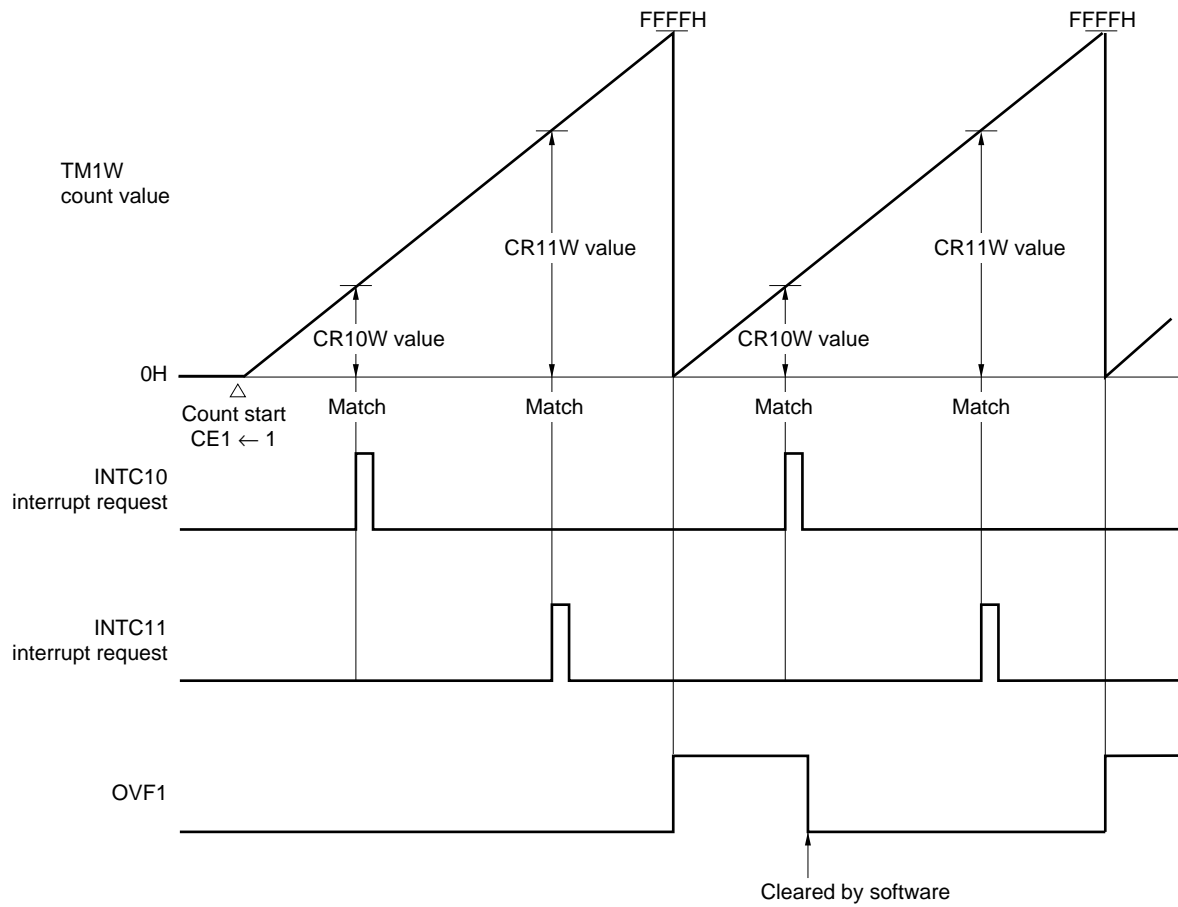 FFFFH
FFFFH
TM1W
count value
CR11W value
CR11W value
CR10W value
CR10W value
0H
Count start
CE1 ← 1
Match
Match
Match
Match
INTC10
interrupt request
INTC11
interrupt request
OVF1
Cleared by software